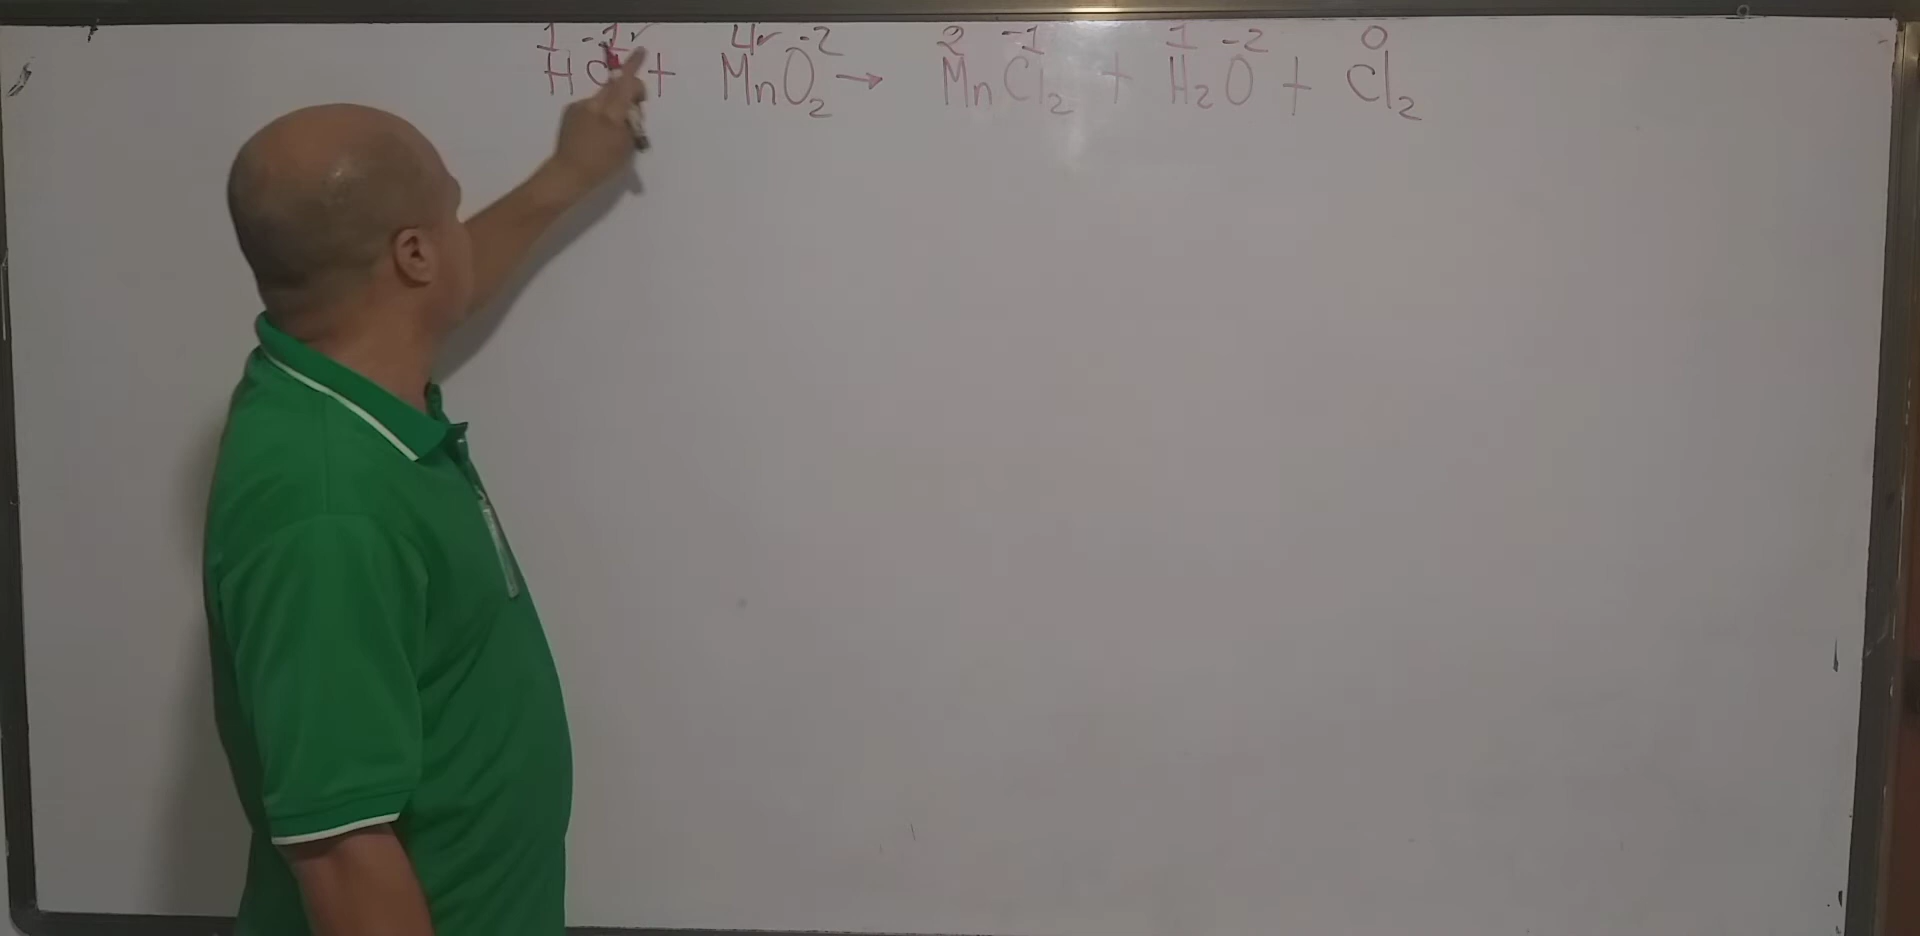 1 -1✓ 4✓ -2 2 -1 1 -2 0
HCl + MnO₂ → MnCl₂ + H₂O + Cl₂